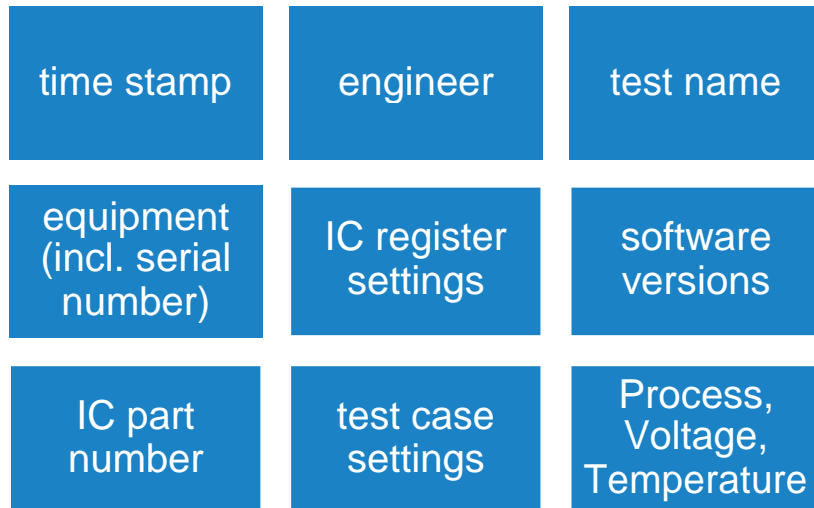 time stamp
engineer
test name
equipment
(incl. serial
number)
IC register
settings
software
versions
IC part
number
test case
settings
Process,
Voltage,
Temperature